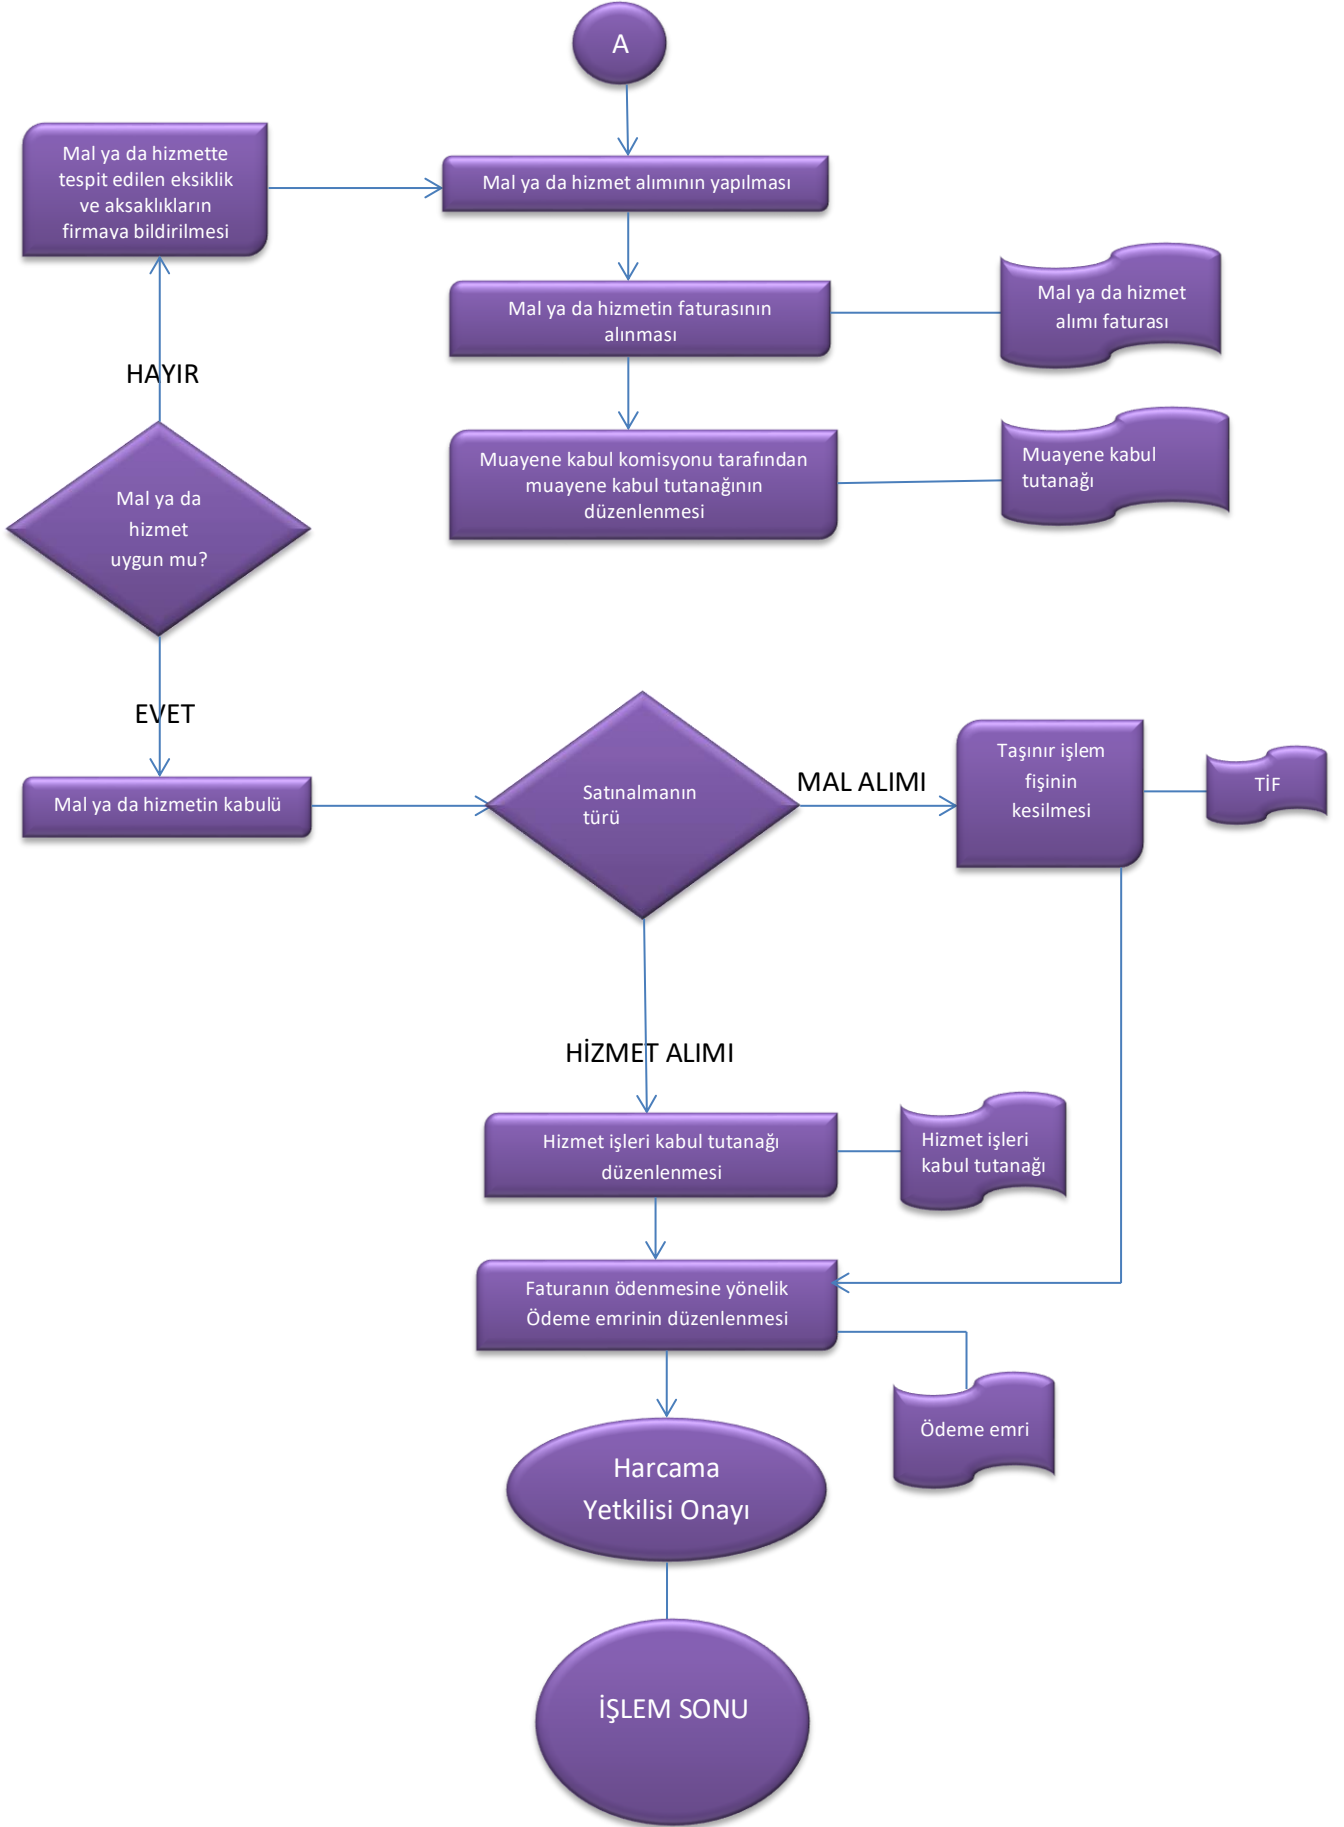 A
Mal ya da hizmette
tespit edilen eksiklik
ve aksaklıkların
firmaya bildirilmesi
Mal ya da hizmet alımının yapılması
Mal ya da hizmetin faturasının
alınması
Mal ya da hizmet
alımı faturası
HAYIR
Muayene kabul komisyonu tarafından
muayene kabul tutanağının
düzenlenmesi
Muayene kabul
tutanağı
Mal ya da
hizmet
uygun mu?
EVET
Mal ya da hizmetin kabulü
Satınalmanın
türü
MAL ALIMI
Taşınır işlem
fişinin
kesilmesi
TİF
HİZMET ALIMI
Hizmet işleri kabul tutanağı
düzenlenmesi
Hizmet işleri
kabul tutanağı
Faturanın ödenmesine yönelik
Ödeme emrinin düzenlenmesi
Ödeme emri
Harcama
Yetkilisi Onayı
İŞLEM SONU